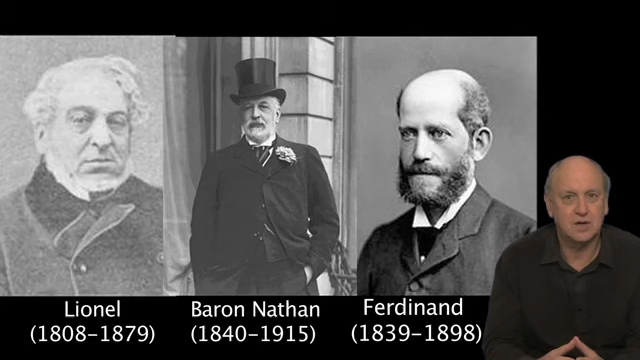 Lionel
(1808-1879)
Baron Nathan
(1840-1915)
Ferdinand
(1839-1898)